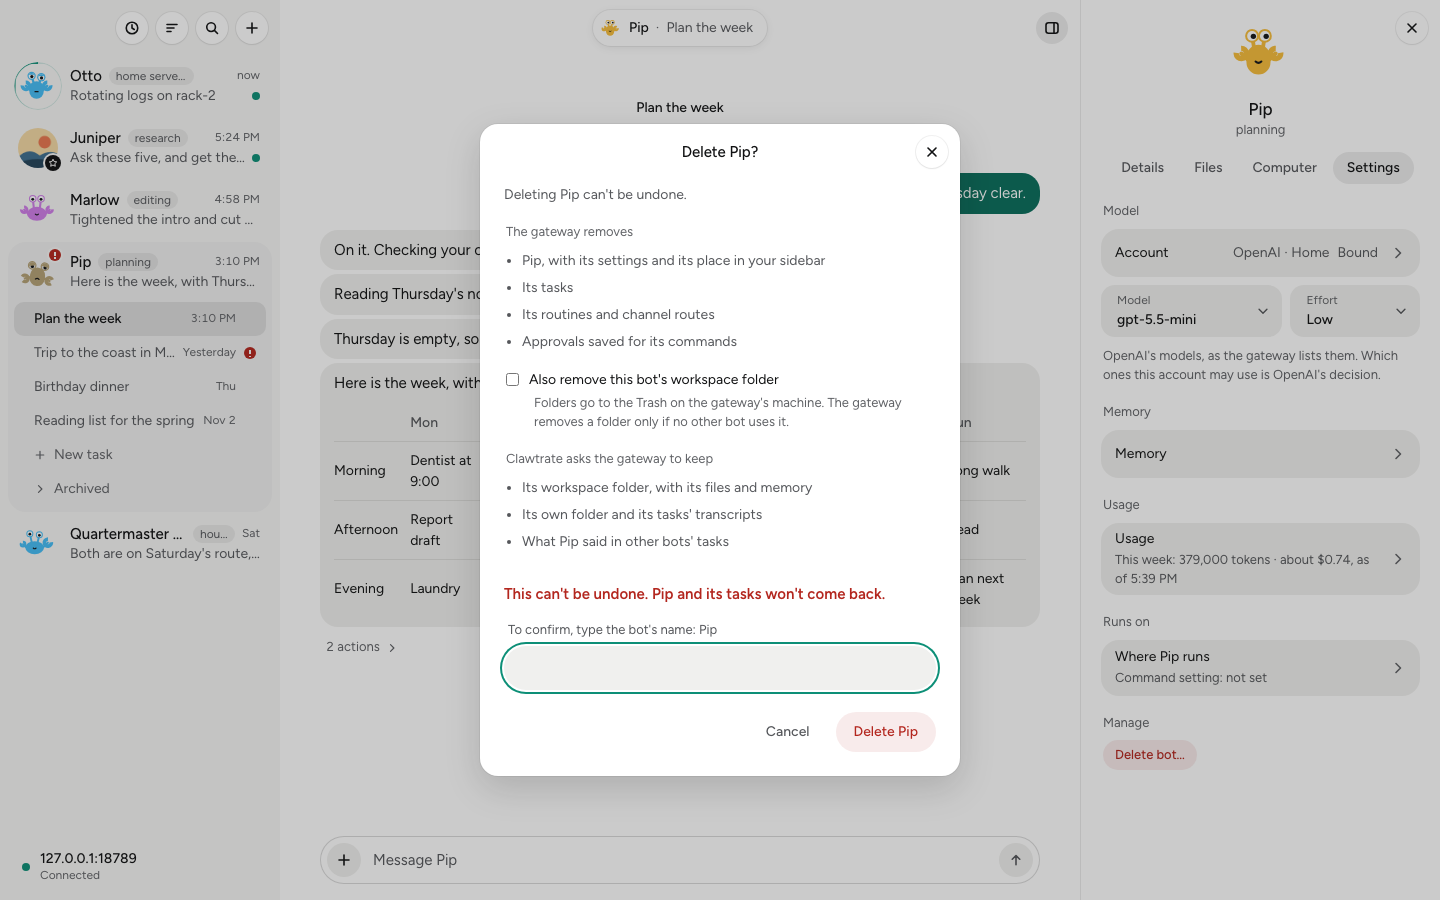 Otto home serve... now
Rotating logs on rack-2
Juniper research 5:24 PM
Ask these five, and get the...
Marlow editing 4:58 PM
Tightened the intro and cut ...
Pip planning 3:10 PM
Here is the week, with Thurs...
Plan the week 3:10 PM
Trip to the coast in M... Yesterday
Birthday dinner Thu
Reading list for the spring Nov 2
New task
Archived
Quartermaster ... hou... Sat
Both are on Saturday's route,...
127.0.0.1:18789
Connected
Pip · Plan the week
Plan the week
clear.
On it. Checking your
Reading Thursday's
Thursday is empty, so
Here is the week, with
Mon
Morning Dentist at 9:00 walk
Afternoon Report draft
Evening Laundry next
2 actions
Message Pip
Delete Pip?
Deleting Pip can't be undone.
The gateway removes
• Pip, with its settings and its place in your sidebar
• Its tasks
• Its routines and channel routes
• Approvals saved for its commands
Also remove this bot's workspace folder
Folders go to the Trash on the gateway's machine. The gateway
removes a folder only if no other bot uses it.
Clawtrate asks the gateway to keep
• Its workspace folder, with its files and memory
• Its own folder and its tasks' transcripts
• What Pip said in other bots' tasks
This can't be undone. Pip and its tasks won't come back.
To confirm, type the bot's name: Pip
Cancel Delete Pip
Pip
planning
Details Files Computer Settings
Model
Account OpenAI · Home Bound
Model Effort
gpt-5.5-mini Low
OpenAI's models, as the gateway lists them. Which
ones this account may use is OpenAI's decision.
Memory
Memory
Usage
Usage
This week: 379,000 tokens · about $0.74, as
of 5:39 PM
Runs on
Where Pip runs
Command setting: not set
Manage
Delete bot...